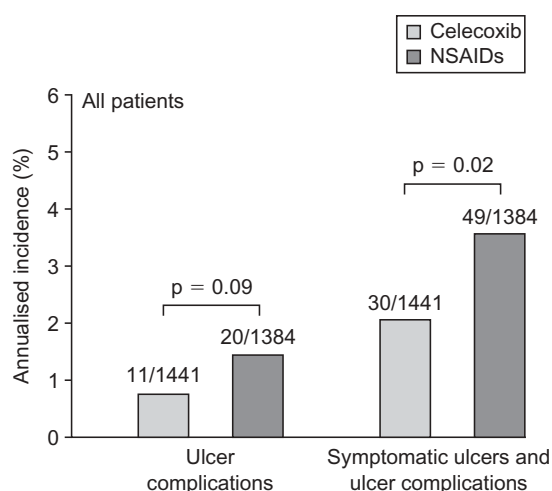 Celecoxib
NSAIDs
All patients
Annualised incidence (%)
6
5
4
3
2
1
0
p = 0.09
11/1441
20/1384
p = 0.02
30/1441
49/1384
Ulcer
complications
Symptomatic ulcers and
ulcer complications